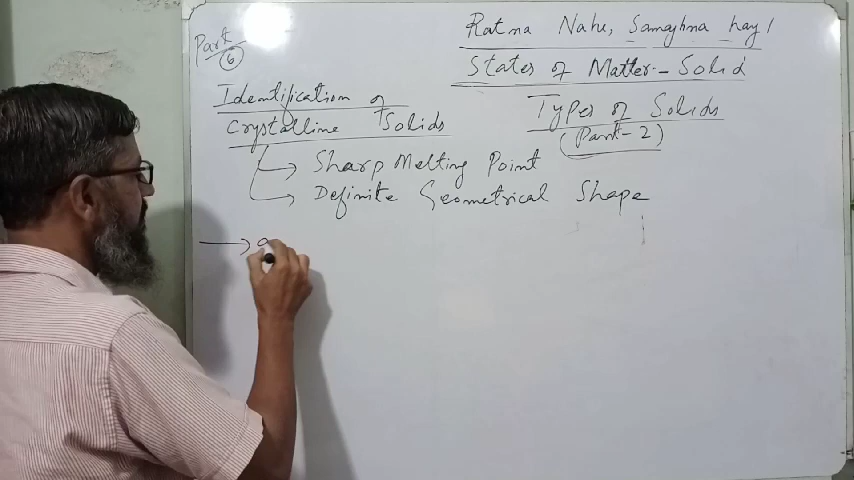 Part
6
Ratna Nahe, Samajhna hay!
States of Matter:- Solid
Identification of
Crystalline Solids
Types of Solids
(Part-2)
→ Sharp Melting Point
→ Definite Geometrical Shape
→